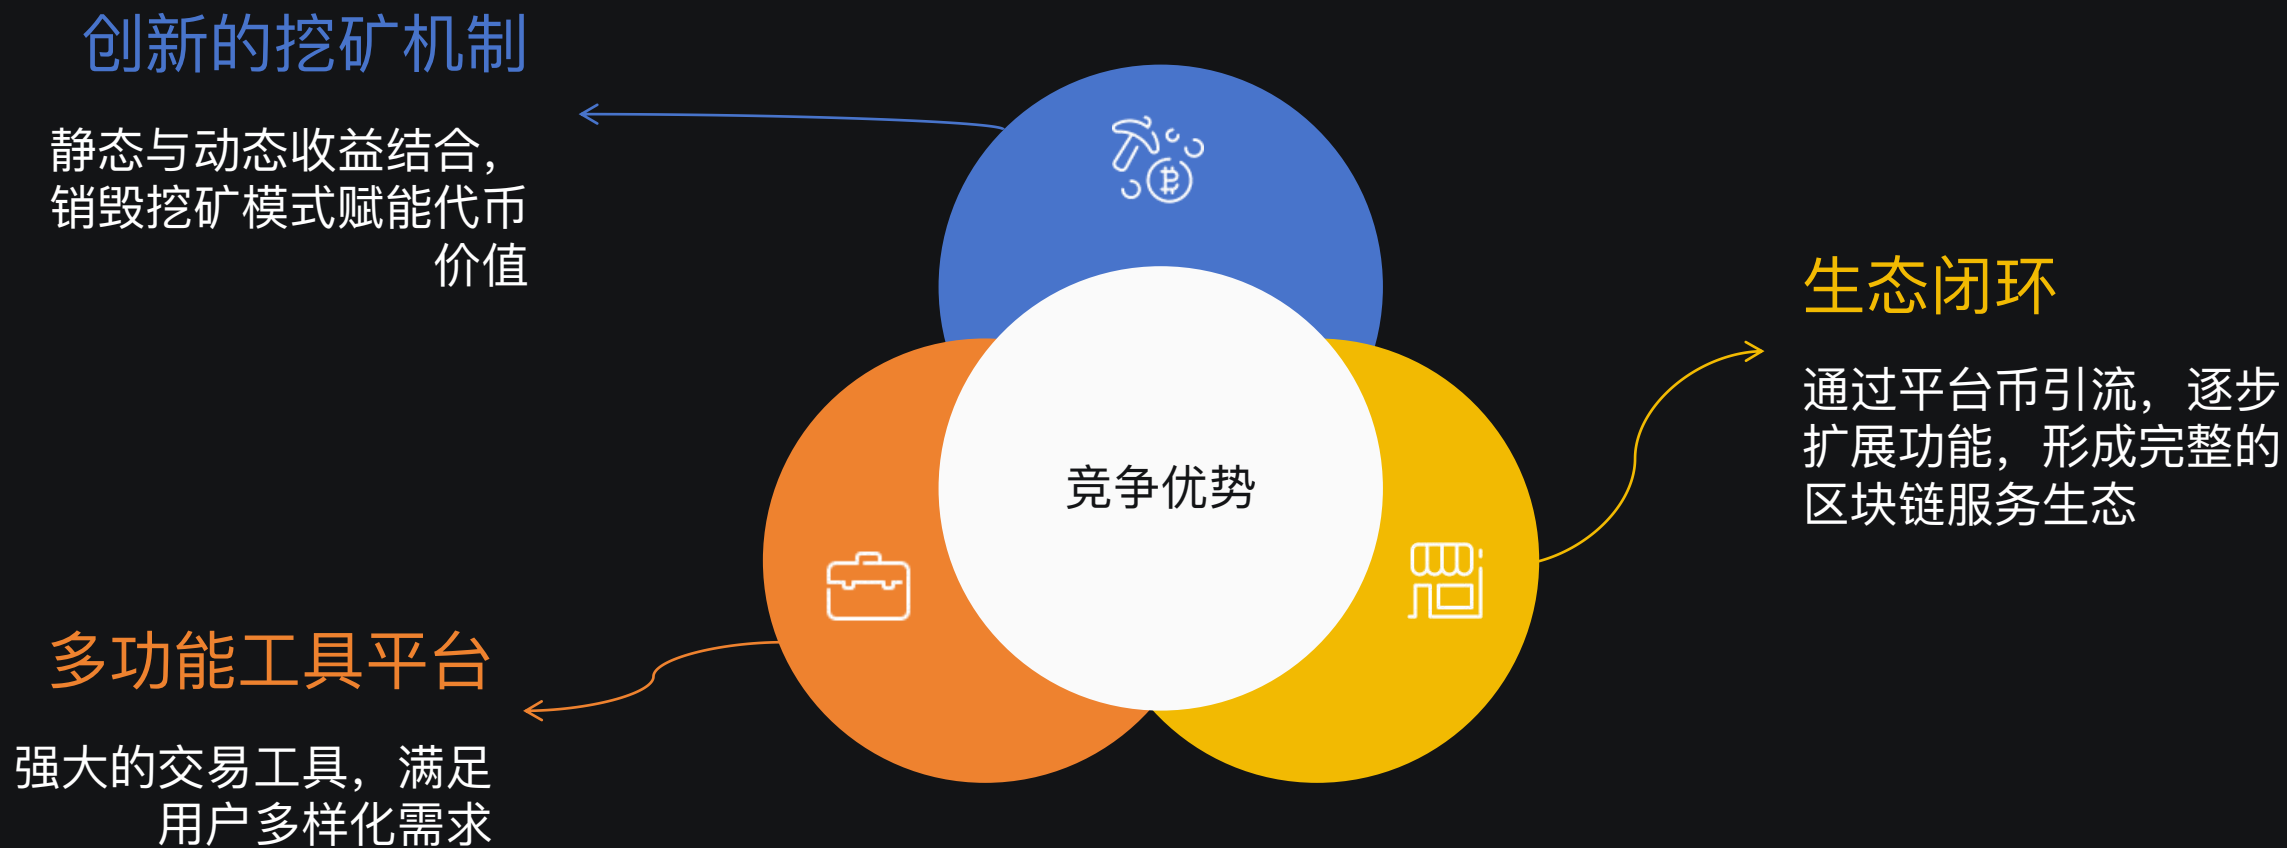 创新的挖矿机制
静态与动态收益结合，
销毁挖矿模式赋能代币
价值
生态闭环
通过平台币引流，逐步
扩展功能，形成完整的
区块链服务生态
竞争优势
多功能工具平台
强大的交易工具，满足
用户多样化需求